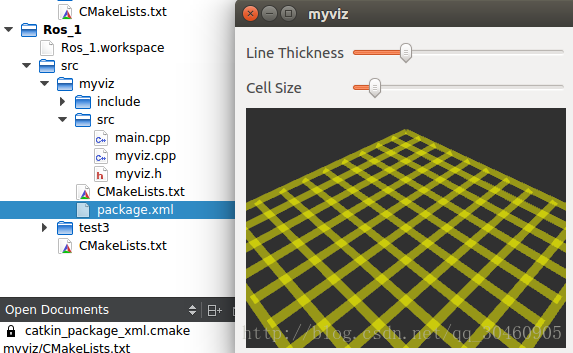 CMakeLists.txt
Ros_1
Ros_1.workspace
src
myviz
include
src
main.cpp
myviz.cpp
myviz.h
CMakeLists.txt
package.xml
test3
CMakeLists.txt
Open Documents
catkin_package_xml.cmake
myviz/CMakeLists.txt
myviz
Line Thickness
Cell Size
http://blog.csdn.net/qq_30460905